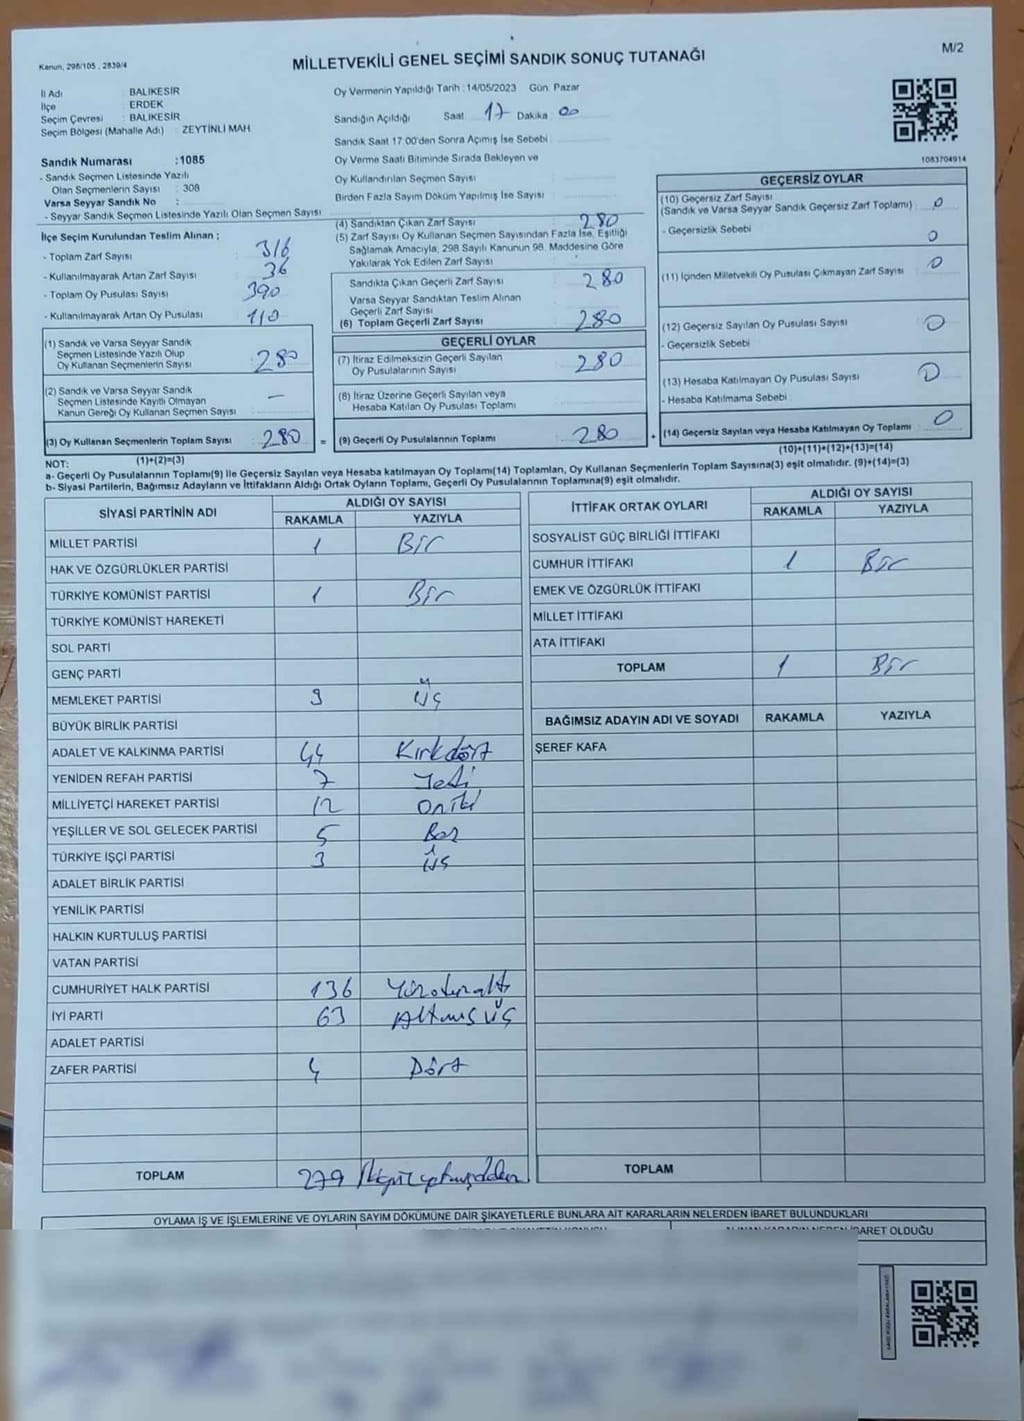 Kanun, 298/105 , 2839/4
MİLLETVEKİLİ GENEL SEÇİMİ SANDIK SONUÇ TUTANAĞI
M/2
İl Adı : BALIKESİR
İlçe : ERDEK
Seçim Çevresi : BALIKESİR
Seçim Bölgesi (Mahalle Adı) : ZEYTİNLİ MAH.
Sandık Numarası :1085
- Sandık Seçmen Listesinde Yazılı
Olan Seçmenlerin Sayısı : 308
Varsa Seyyar Sandık No :
- Seyyar Sandık Seçmen Listesinde Yazılı Olan Seçmen Sayısı :
Oy Vermenin Yapıldığı Tarih : 14/05/2023 Gün: Pazar
Sandığın Açıldığı Saat 17 Dakika 00
Sandık Saat 17:00'den Sonra Açımış İse Sebebi :
Oy Verme Saati Bitiminde Sırada Bekleyen ve
Oy Kullandırılan Seçmen Sayısı :
Birden Fazla Sayım Döküm Yapılmış İse Sayısı :
1083704914
İlçe Seçim Kurulundan Teslim Alınan ;
- Toplam Zarf Sayısı : 316
- Kullanılmayarak Artan Zarf Sayısı : 36
- Toplam Oy Pusulası Sayısı : 390
- Kullanılmayarak Artan Oy Pusulası : 110
(1) Sandık ve Varsa Seyyar Sandık
Seçmen Listesinde Yazılı Olup
Oy Kullanan Seçmenlerin Sayısı : 280
(2) Sandık ve Varsa Seyyar Sandık
Seçmen Listesinde Kayıtlı Olmayan
Kanun Gereği Oy Kullanan Seçmen Sayısı : —
(3) Oy Kullanan Seçmenlerin Toplam Sayısı : 280 =
(1)+(2)=(3)
(4) Sandıktan Çıkan Zarf Sayısı : 280
(5) Zarf Sayısı Oy Kullanan Seçmen Sayısından Fazla İse, Eşitliği
Sağlamak Amacıyla, 298 Sayılı Kanunun 98. Maddesine Göre
Yakılarak Yok Edilen Zarf Sayısı :
Sandıkta Çıkan Geçerli Zarf Sayısı : 280
Varsa Seyyar Sandıktan Teslim Alınan
Geçerli Zarf Sayısı :
(6) Toplam Geçerli Zarf Sayısı : 280
GEÇERLİ OYLAR
(7) İtiraz Edilmeksizin Geçerli Sayılan
Oy Pusulalarının Sayısı : 280
(8) İtiraz Üzerine Geçerli Sayılan veya
Hesaba Katılan Oy Pusulası Toplamı :
(9) Geçerli Oy Pusulalarının Toplamı : 280 +
GEÇERSİZ OYLAR
(10) Geçersiz Zarf Sayısı
(Sandık ve Varsa Seyyar Sandık Geçersiz Zarf Toplamı) : 0
- Geçersizlik Sebebi : 0
(11) İçinden Milletvekili Oy Pusulası Çıkmayan Zarf Sayısı : 0
(12) Geçersiz Sayılan Oy Pusulası Sayısı : 0
- Geçersizlik Sebebi :
(13) Hesaba Katılmayan Oy Pusulası Sayısı : 0
- Hesaba Katılmama Sebebi :
(14) Geçersiz Sayılan veya Hesaba Katılmayan Oy Toplamı : 0
(10)+(11)+(12)+(13)=(14)
NOT:
a- Geçerli Oy Pusulalarının Toplamı(9) ile Geçersiz Sayılan veya Hesaba katılmayan Oy Toplamı(14) Toplamları, Oy Kullanan Seçmenlerin Toplam Sayısına(3) eşit olmalıdır. (9)+(14)=(3)
b- Siyasi Partilerin, Bağımsız Adayların ve İttifakların Aldığı Ortak Oyların Toplamı, Geçerli Oy Pusulalarının Toplamına(9) eşit olmalıdır.
SİYASİ PARTİNİN ADI ALDIĞI OY SAYISI
RAKAMLA YAZIYLA
MİLLET PARTİSİ 1 Bir
HAK VE ÖZGÜRLÜKLER PARTİSİ
TÜRKİYE KOMÜNİST PARTİSİ 1 Bir
TÜRKİYE KOMÜNİST HAREKETİ
SOL PARTİ
GENÇ PARTİ
MEMLEKET PARTİSİ 3 Üç
BÜYÜK BİRLİK PARTİSİ
ADALET VE KALKINMA PARTİSİ 44 Kırkdört
YENİDEN REFAH PARTİSİ 7 Yedi
MİLLİYETÇİ HAREKET PARTİSİ 12 Oniki
YEŞİLLER VE SOL GELECEK PARTİSİ 5 Beş
TÜRKİYE İŞÇİ PARTİSİ 3 üç
ADALET BİRLİK PARTİSİ
YENİLİK PARTİSİ
HALKIN KURTULUŞ PARTİSİ
VATAN PARTİSİ
CUMHURİYET HALK PARTİSİ 136 Yüzotuzaltı
İYİ PARTİ 63 Altmış üç
ADALET PARTİSİ
ZAFER PARTİSİ 4 Dört
TOPLAM 279
İTTİFAK ORTAK OYLARI ALDIĞI OY SAYISI
RAKAMLA YAZIYLA
SOSYALİST GÜÇ BİRLİĞİ İTTİFAKI
CUMHUR İTTİFAKI 1 Bir
EMEK VE ÖZGÜRLÜK İTTİFAKI
MİLLET İTTİFAKI
ATA İTTİFAKI
TOPLAM 1 Bir
BAĞIMSIZ ADAYIN ADI VE SOYADI RAKAMLA YAZIYLA
ŞEREF KAFA
TOPLAM
OYLAMA İŞ VE İŞLEMLERİNE VE OYLARIN SAYIM DÖKÜMÜNE DAİR ŞİKAYETLERLE BUNLARA AİT KARARLARIN NELERDEN İBARET BULUNDUKLARI
İBARET OLDUĞU